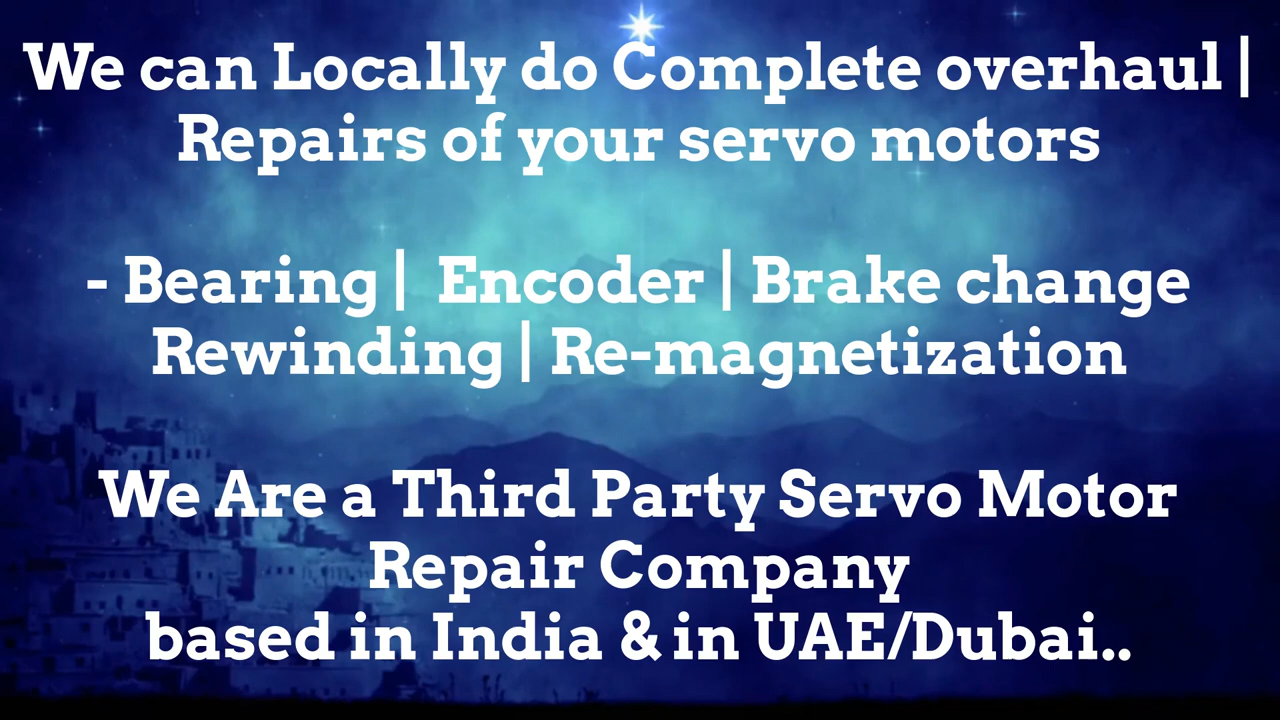 We can Locally do Complete overhaul |
Repairs of your servo motors
- Bearing | Encoder | Brake change
Rewinding | Re-magnetization
We Are a Third Party Servo Motor
Repair Company
based in India & in UAE/Dubai..